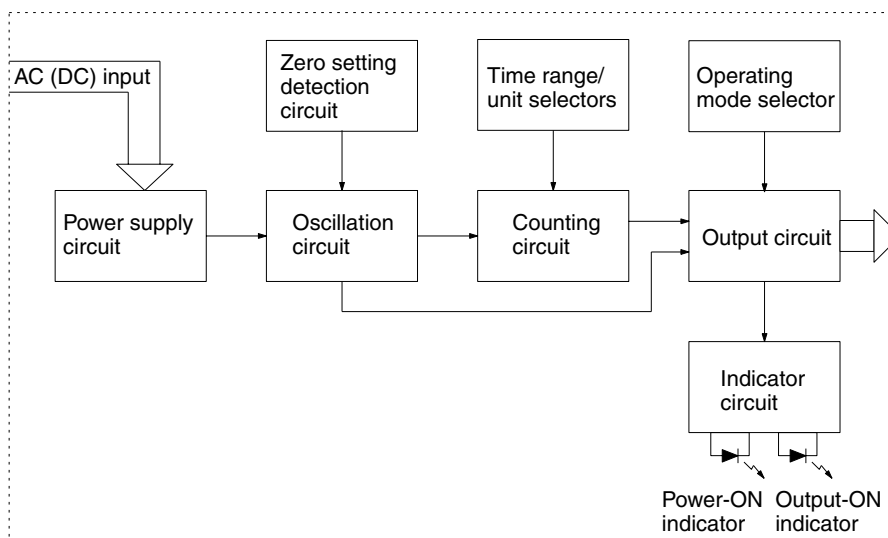 AC (DC) input
Zero setting
detection
circuit
Time range/
unit selectors
Operating
mode selector
Power supply
circuit
Oscillation
circuit
Counting
circuit
Output circuit
Indicator
circuit
Power-ON
indicator
Output-ON
indicator